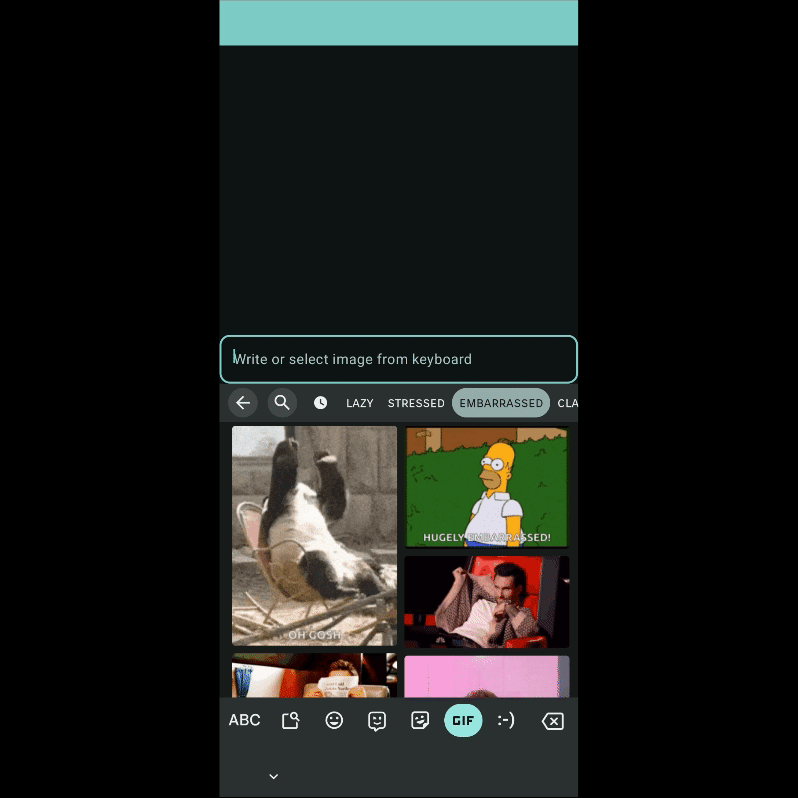 Write or select image from keyboard
LAZY STRESSED EMBARRASSED CLA
HUGELY EMBARRASSED!
OH GOSH
ABC GIF :-)